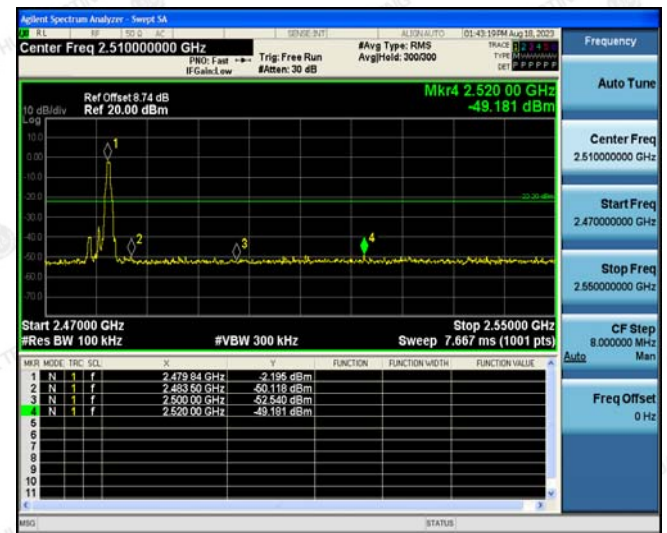 Agilent Spectrum Analyzer - Swept SA
RL RF 50 Ω AC SENSE:INT ALIGN AUTO 01:43:19PM Aug 18, 2023
Center Freq 2.510000000 GHz
PNO: Fast Trig: Free Run #Avg Type: RMS TRACE 1 2 3 4 5 6
IFGain:Low #Atten: 30 dB Avg|Hold: 300/300 TYPE
DET P P P P P P
Mkr4 2.520 00 GHz
-49.181 dBm
Ref Offset 8.74 dB
10 dB/div Ref 20.00 dBm
Log
10.0
0.00
-10.0
-20.0
-22.20 dBm
-30.0
-40.0
-50.0
-60.0
-70.0
1
2
3
4
Start 2.47000 GHz Stop 2.55000 GHz
#Res BW 100 kHz #VBW 300 kHz Sweep 7.667 ms (1001 pts)
MKR MODE TRC SCL X Y FUNCTION FUNCTION WIDTH FUNCTION VALUE
1 N 1 f 2.479 84 GHz -2.195 dBm
2 N 1 f 2.483 50 GHz -50.118 dBm
3 N 1 f 2.500 00 GHz -52.540 dBm
4 N 1 f 2.520 00 GHz -49.181 dBm
5
6
7
8
9
10
11
MSG STATUS
Frequency
Auto Tune
Center Freq
2.510000000 GHz
Start Freq
2.470000000 GHz
Stop Freq
2.550000000 GHz
CF Step
8.000000 MHz
Auto Man
Freq Offset
0 Hz